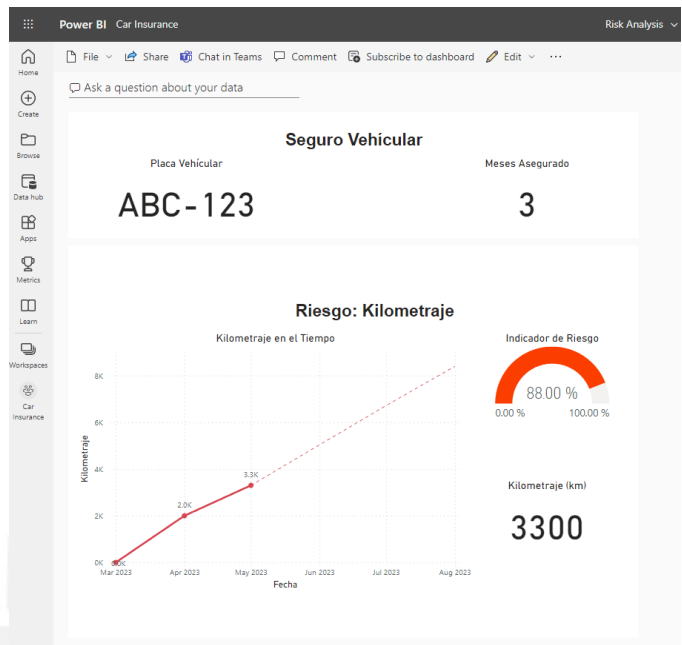 Power BI Car Insurance Risk Analysis
File Share Chat in Teams Comment Subscribe to dashboard Edit ...
Home
Create
Browse
Data hub
Apps
Metrics
Learn
Workspaces
Car
Insurance
Ask a question about your data
Seguro Vehícular
Placa Vehícular Meses Asegurado
ABC-123 3
Riesgo: Kilometraje
Kilometraje en el Tiempo
Kilometraje
8K
6K
4K
2K
0K
0.0K
2.0K
3.3K
Mar 2023 Apr 2023 May 2023 Jun 2023 Jul 2023 Aug 2023
Fecha
Indicador de Riesgo
88.00 %
0.00 % 100.00 %
Kilometraje (km)
3300